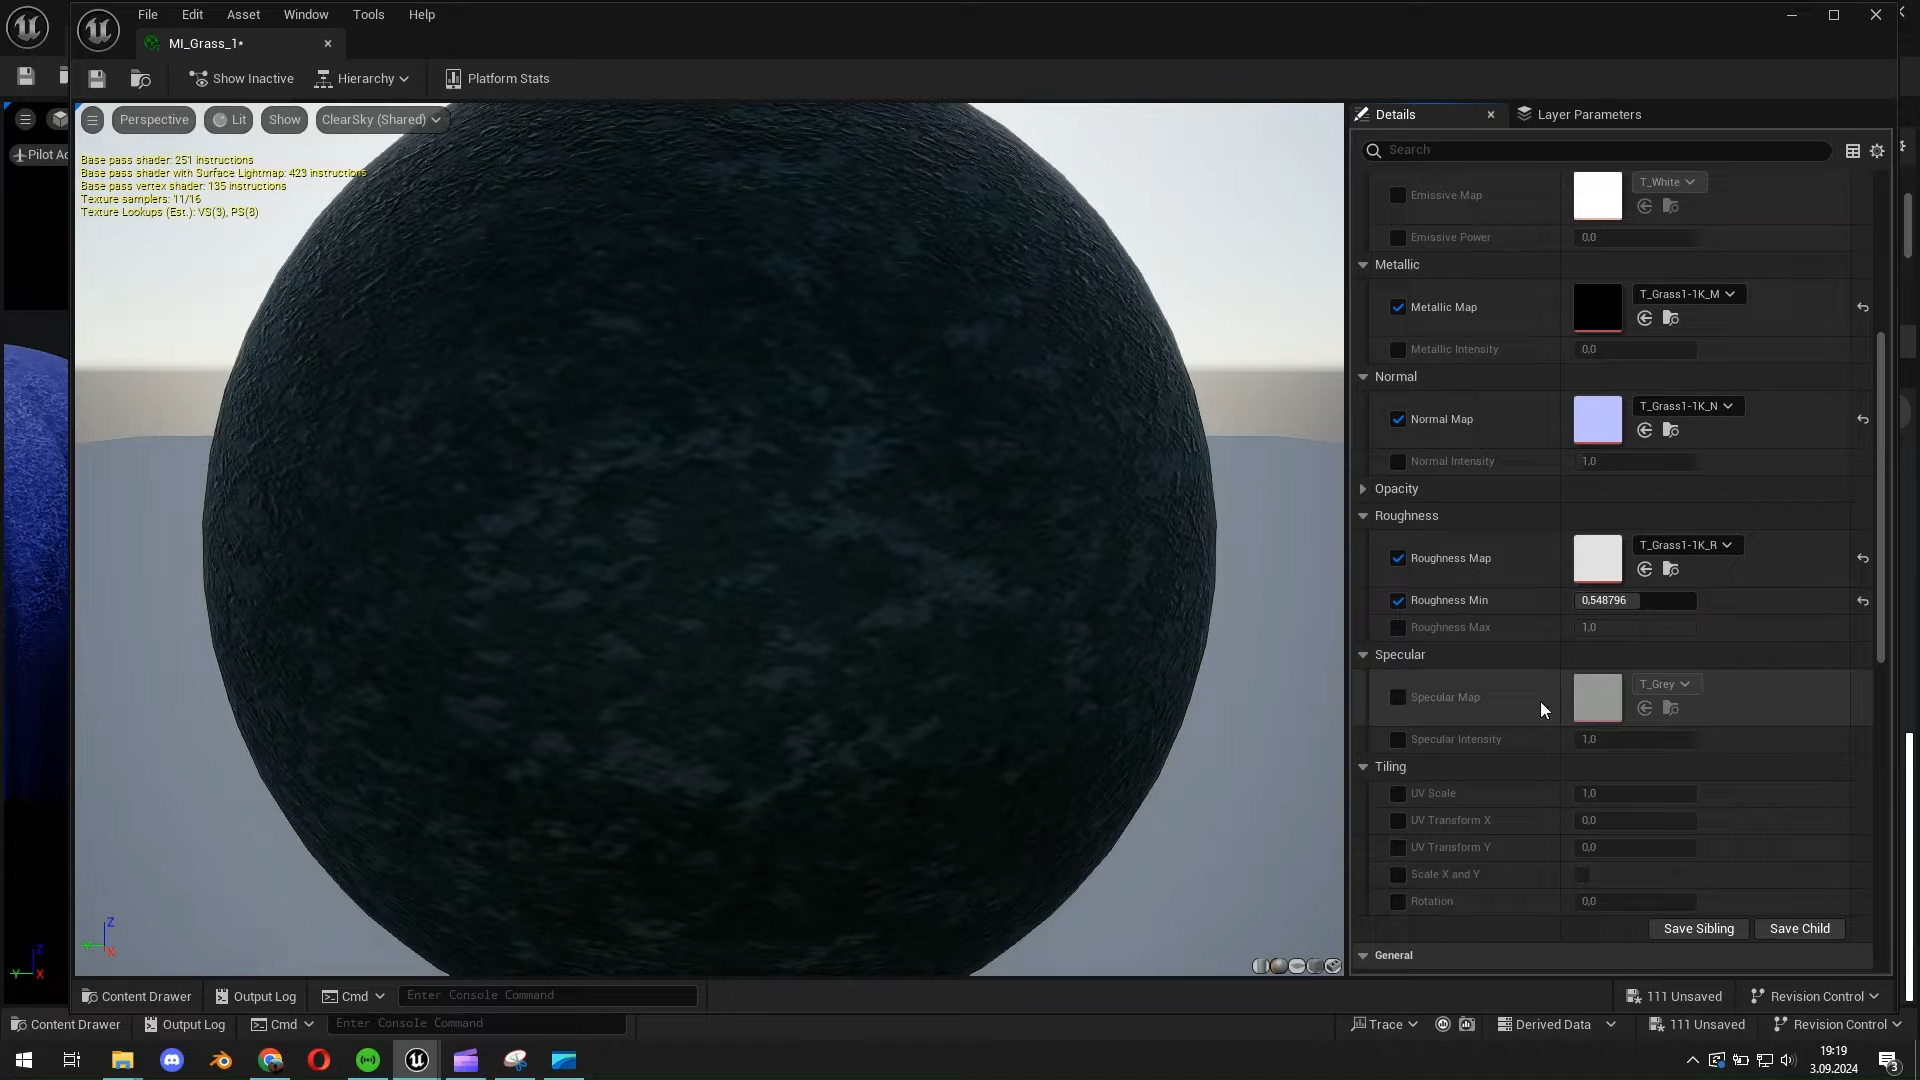 File Edit Asset Window Tools Help
MI_Grass_1*
Show Inactive Hierarchy Platform Stats
Perspective Lit Show ClearSky (Shared)
Pilot Ac
Base pass shader: 251 instructions
Base pass shader with Surface Lightmap: 423 instructions
Base pass vertex shader: 135 instructions
Texture samplers: 11/16
Texture Lookups (Est.): VS(3), PS(8)
Details Layer Parameters
Search
Emissive Map T_White
Emissive Power 0,0
Metallic
Metallic Map T_Grass1-1K_M
Metallic Intensity 0,0
Normal
Normal Map T_Grass1-1K_N
Normal Intensity 1,0
Opacity
Roughness
Roughness Map T_Grass1-1K_R
Roughness Min 0,548796
Roughness Max 1,0
Specular
Specular Map T_Grey
Specular Intensity 1,0
Tiling
UV Scale 1,0
UV Transform X 0,0
UV Transform Y 0,0
Scale X and Y
Rotation 0,0
Save Sibling Save Child
General
Z
Y X
Z
Y X
Content Drawer Output Log Cmd Enter Console Command 111 Unsaved Revision Control
Content Drawer Output Log Cmd Enter Console Command Trace Derived Data 111 Unsaved Revision Control
19:19
3.09.2024
3